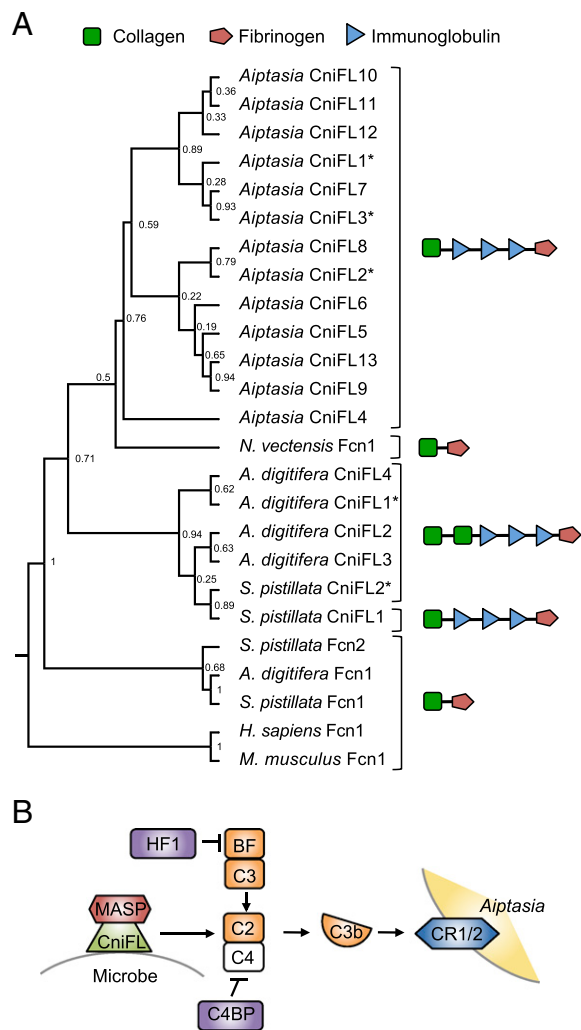 A
Collagen Fibrinogen Immunoglobulin
Aiptasia CniFL10
0.36
Aiptasia CniFL11
0.33
Aiptasia CniFL12
0.89
Aiptasia CniFL1*
0.28
Aiptasia CniFL7
0.93
Aiptasia CniFL3*
0.59
Aiptasia CniFL8
0.79
Aiptasia CniFL2*
0.22
Aiptasia CniFL6
0.76
0.19
Aiptasia CniFL5
0.65
Aiptasia CniFL13
0.94
0.5
Aiptasia CniFL9
Aiptasia CniFL4
N. vectensis Fcn1
0.71
A. digitifera CniFL4
0.62
A. digitifera CniFL1*
0.94
A. digitifera CniFL2
0.63
A. digitifera CniFL3
1
0.25
S. pistillata CniFL2*
0.89
S. pistillata CniFL1
S. pistillata Fcn2
0.68
A. digitifera Fcn1
1
S. pistillata Fcn1
H. sapiens Fcn1
1
M. musculus Fcn1
B
HF1
BF
C3
MASP
CniFL
Microbe
C2
C4
C4BP
C3b
CR1/2
Aiptasia